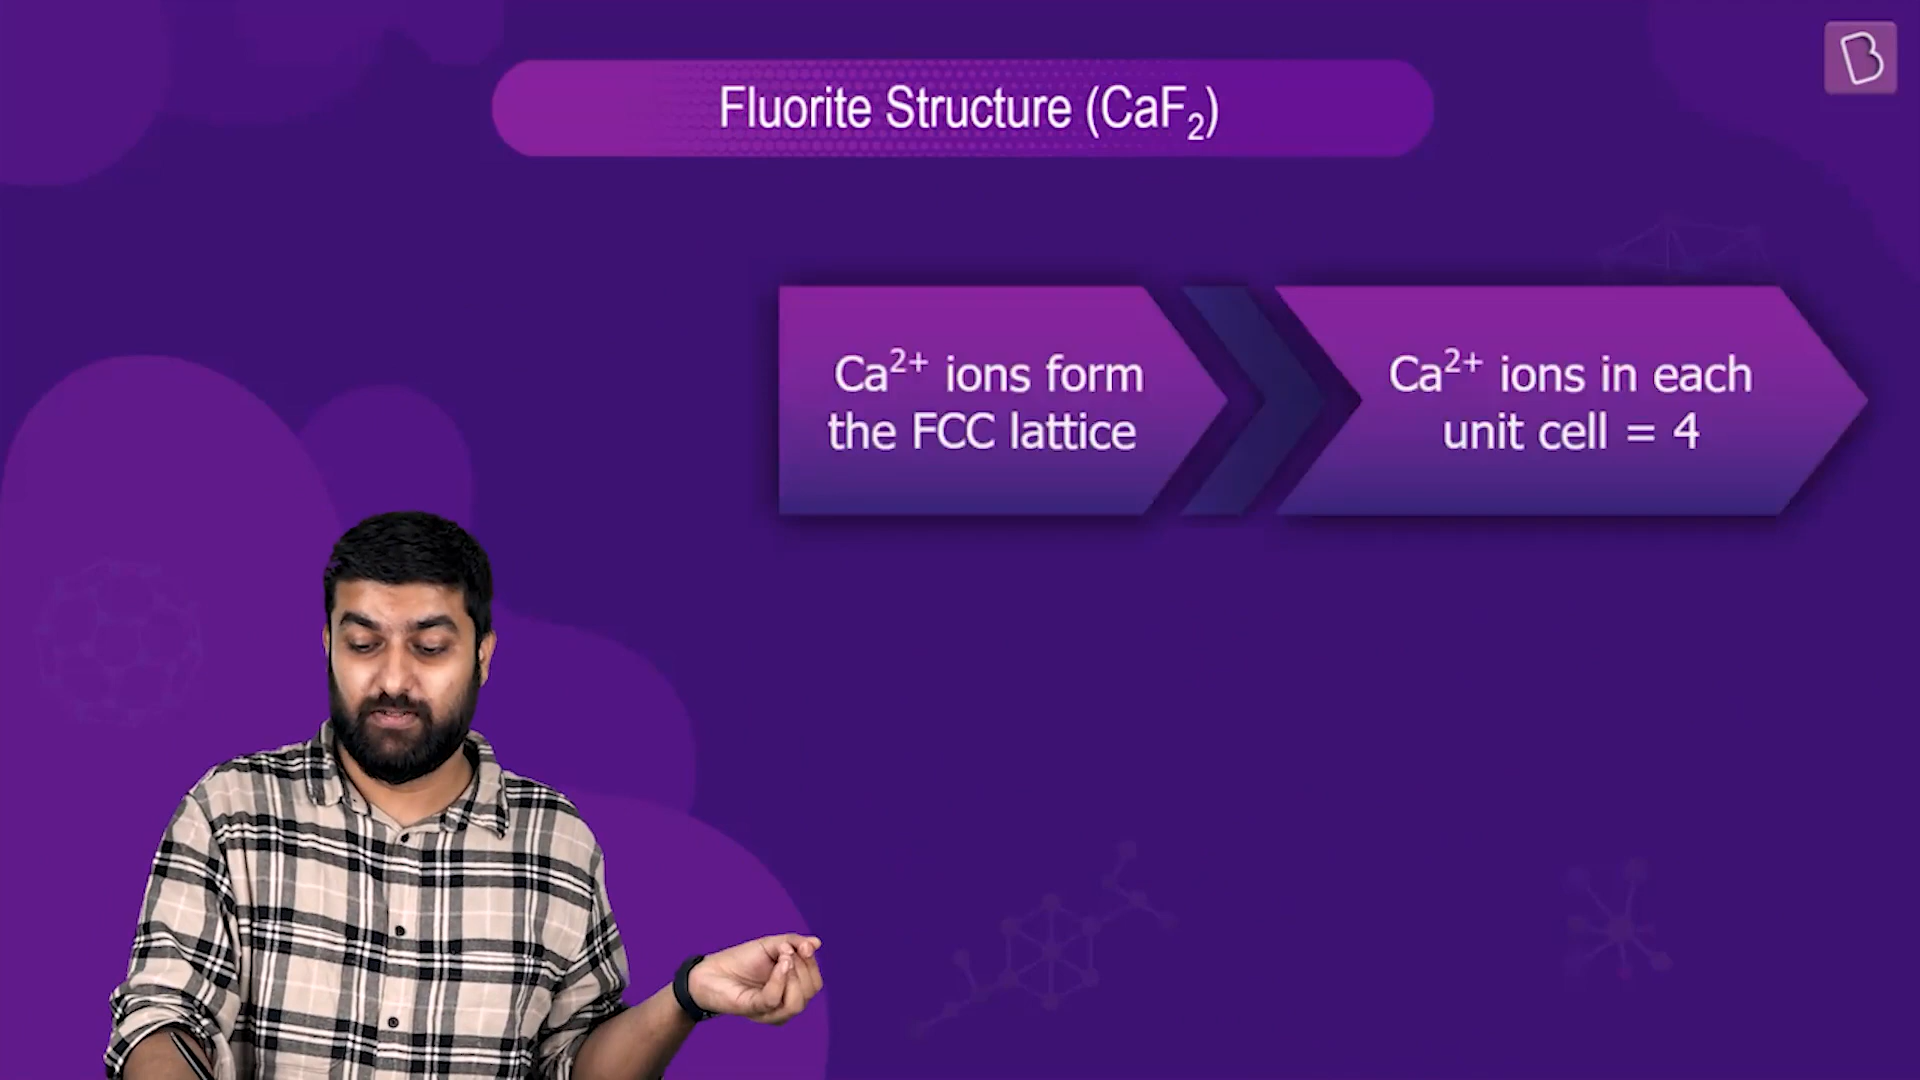 Fluorite Structure (CaF₂)
Ca²⁺ ions form
the FCC lattice
Ca²⁺ ions in each
unit cell = 4
B